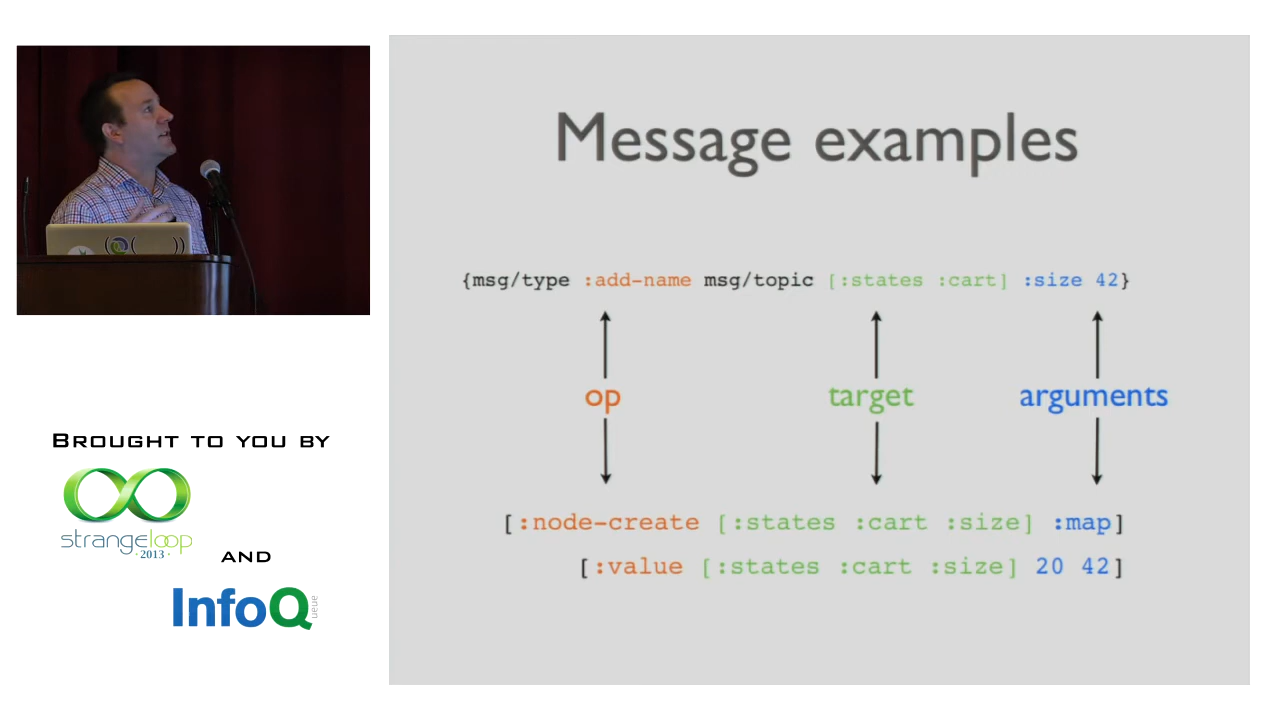 Message examples
{msg/type :add-name msg/topic [:states :cart] :size 42}
op target arguments
[:node-create [:states :cart :size] :map]
[:value [:states :cart :size] 20 42]
BROUGHT TO YOU BY
strangeloop
· 2013 ·
AND
InfoQ